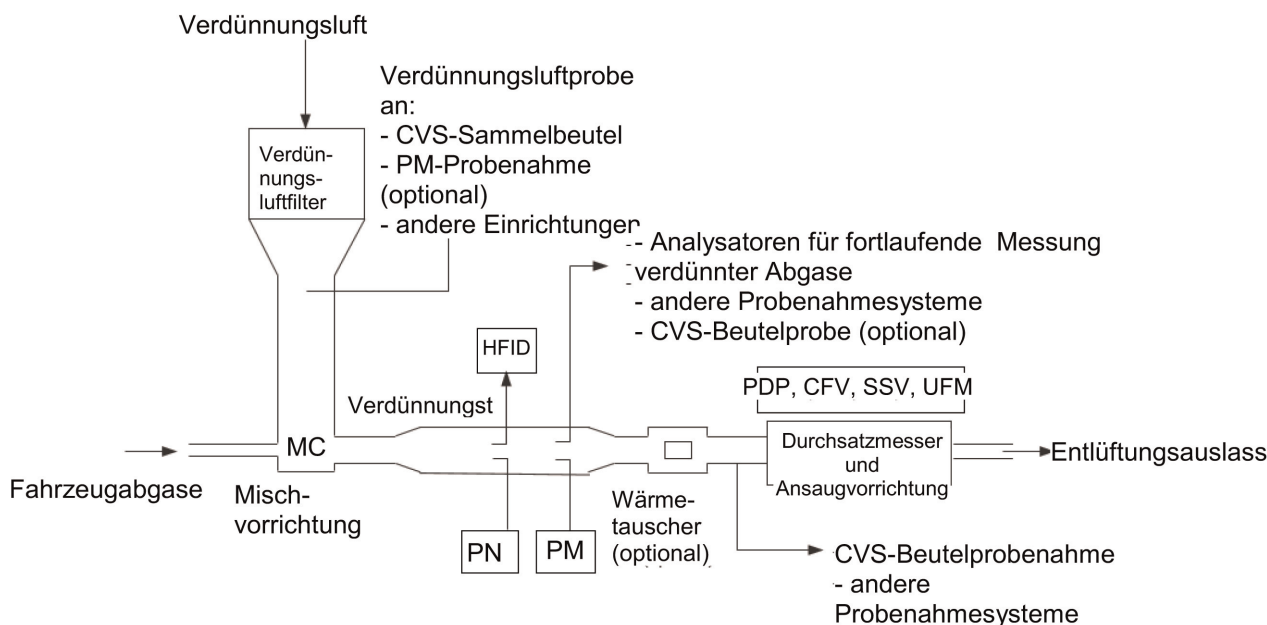 Verdünnungsluft
Verdünnungsluftprobe
an:
- CVS-Sammelbeutel
- PM-Probenahme
(optional)
- andere Einrichtungen
Verdün-
nungs-
luftfilter
- Analysatoren für fortlaufende Messung
verdünnter Abgase
- andere Probenahmesysteme
- CVS-Beutelprobe (optional)
HFID
PDP, CFV, SSV, UFM
Verdünnungst
MC
Durchsatzmesser
und
Ansaugvorrichtung
Entlüftungsauslass
Fahrzeugabgase
Misch-
vorrichtung
Wärme-
tauscher
(optional)
PN
PM
CVS-Beutelprobenahme
- andere
Probenahmesysteme